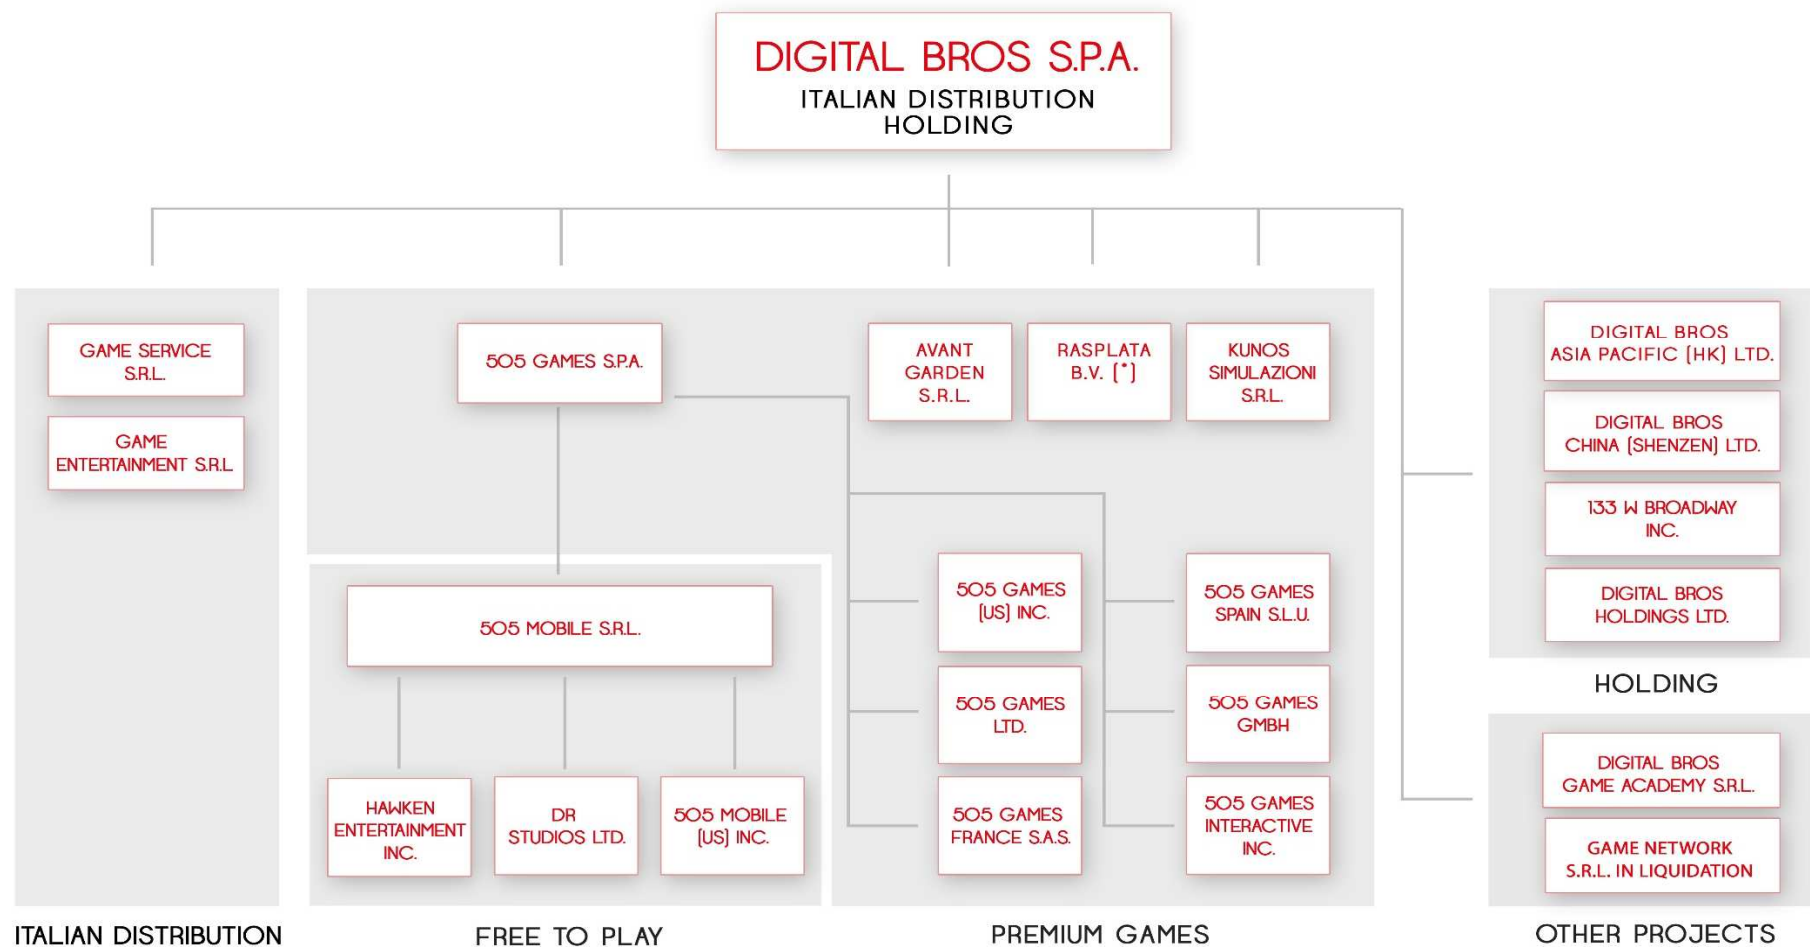 DIGITAL BROS S.P.A.
ITALIAN DISTRIBUTION
HOLDING
GAME SERVICE
S.R.L.
GAME
ENTERTAINMENT S.R.L
ITALIAN DISTRIBUTION
505 GAMES S.P.A.
AVANT
GARDEN
S.R.L.
RASPLATA
B.V. (*)
KUNOS
SIMULAZIONI
S.R.L.
505 MOBILE S.R.L.
HAWKEN
ENTERTAINMENT
INC.
DR
STUDIOS LTD.
505 MOBILE
(US) INC.
FREE TO PLAY
505 GAMES
(US) INC.
505 GAMES
LTD.
505 GAMES
FRANCE S.A.S.
505 GAMES
SPAIN S.L.U.
505 GAMES
GMBH
505 GAMES
INTERACTIVE
INC.
PREMIUM GAMES
DIGITAL BROS
ASIA PACIFIC (HK) LTD.
DIGITAL BROS
CHINA (SHENZEN) LTD.
133 W BROADWAY
INC.
DIGITAL BROS
HOLDINGS LTD.
HOLDING
DIGITAL BROS
GAME ACADEMY S.R.L.
GAME NETWORK
S.R.L. IN LIQUIDATION
OTHER PROJECTS